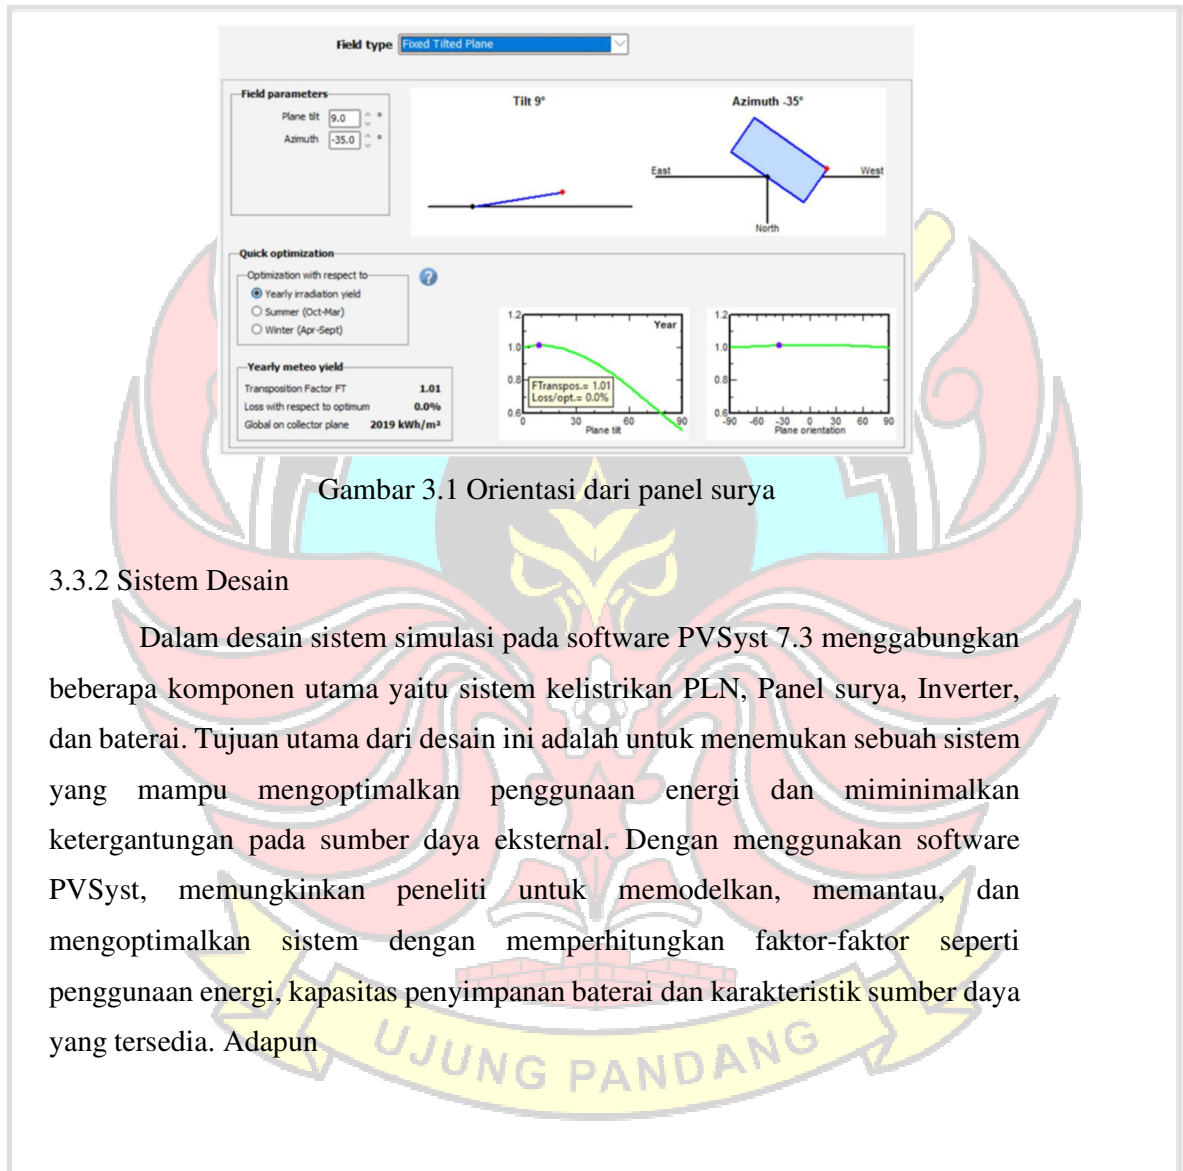 Field type Fixed Tilted Plane
Field parameters
Plane tilt 9.0 °
Azimuth -35.0 °
Tilt 9°
Azimuth -35°
East
West
North
Quick optimization
Optimization with respect to
Yearly irradiation yield
Summer (Oct-Mar)
Winter (Apr-Sept)
?
Yearly meteo yield
Transposition Factor FT 1.01
Loss with respect to optimum 0.0%
Global on collector plane 2019 kWh/m²
1.2
1.0
0.8
0.6
Year
FTranspos.= 1.01
Loss/opt.= 0.0%
0 30 60 90
Plane tilt
1.2
1.0
0.8
0.6
-90 -60 -30 0 30 60 90
Plane orientation
Gambar 3.1 Orientasi dari panel surya
3.3.2 Sistem Desain
Dalam desain sistem simulasi pada software PVSyst 7.3 menggabungkan
beberapa komponen utama yaitu sistem kelistrikan PLN, Panel surya, Inverter,
dan baterai. Tujuan utama dari desain ini adalah untuk menemukan sebuah sistem
yang mampu mengoptimalkan penggunaan energi dan miminimalkan
ketergantungan pada sumber daya eksternal. Dengan menggunakan software
PVSyst, memungkinkan peneliti untuk memodelkan, memantau, dan
mengoptimalkan sistem dengan memperhitungkan faktor-faktor seperti
penggunaan energi, kapasitas penyimpanan baterai dan karakteristik sumber daya
yang tersedia. Adapun
UJUNG PANDANG